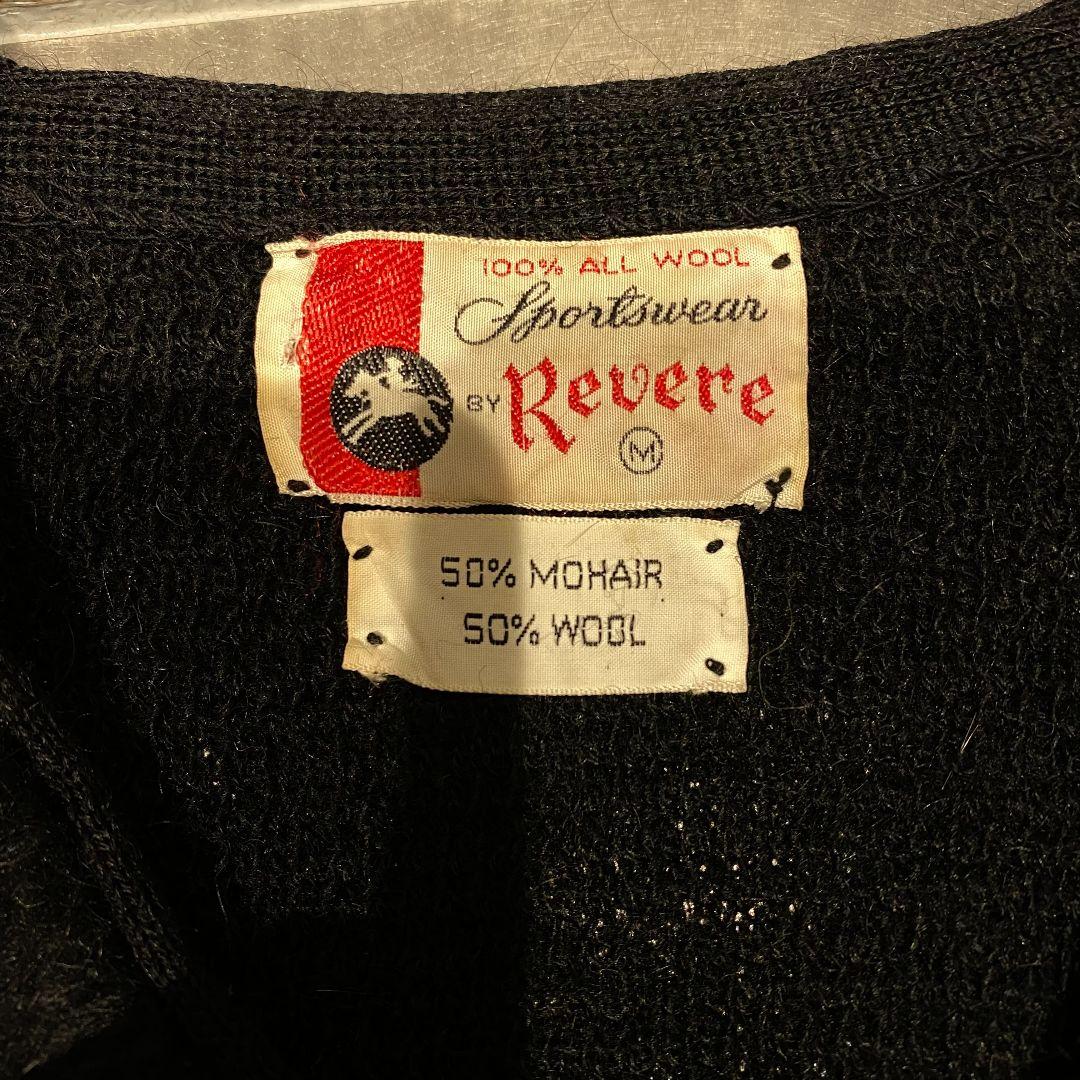 100% ALL WOOL
Sportswear
BY Revere
M
50% MOHAIR
50% WOOL